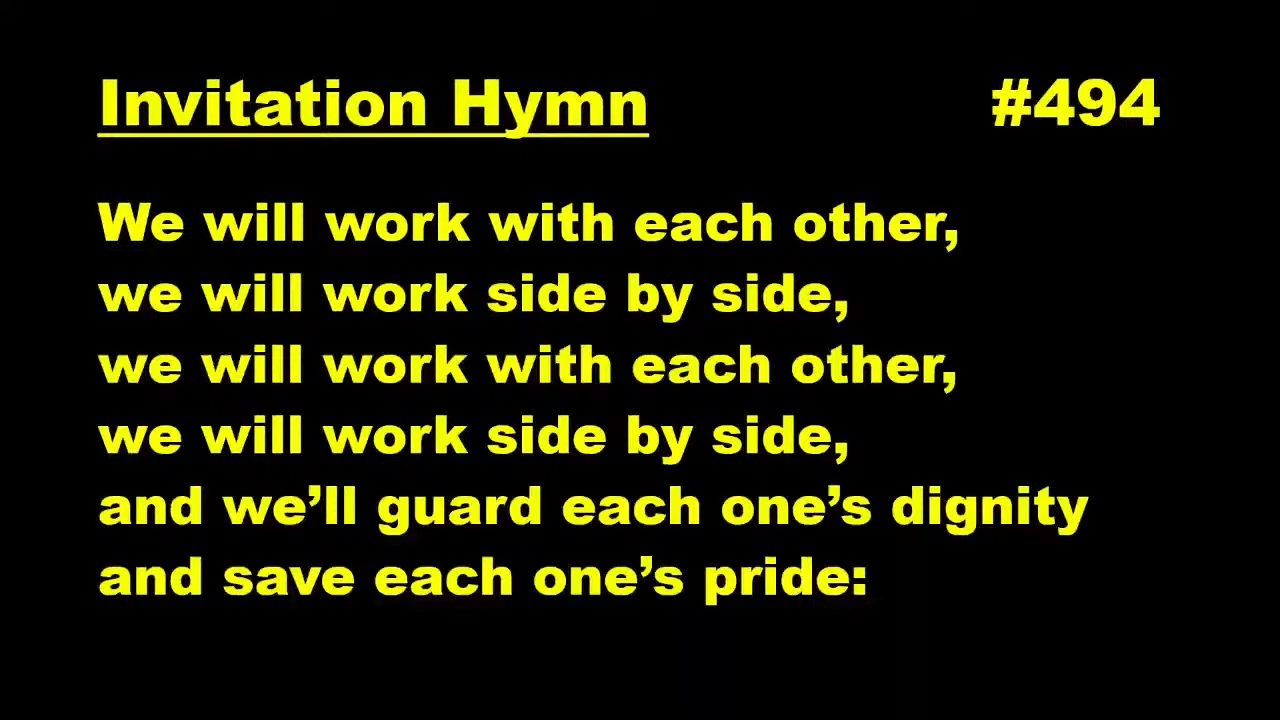 Invitation Hymn #494
We will work with each other,
we will work side by side,
we will work with each other,
we will work side by side,
and we’ll guard each one’s dignity
and save each one’s pride: